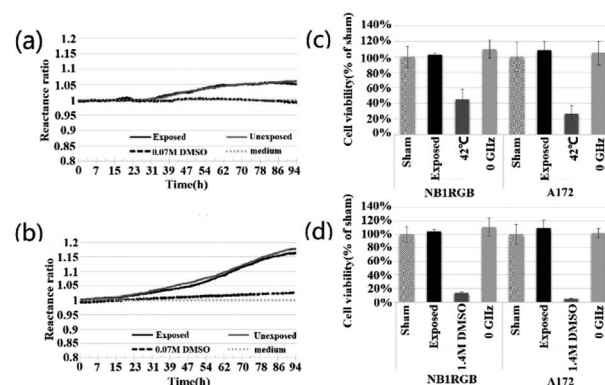 (a)
1.2
1.15
1.1
1.05
1
0.95
0.9
0.85
0.8
Reactance ratio
Exposed
Unexposed
0.07M DMSO
medium
0 7 15 23 31 39 47 54 62 70 78 86 94
Time(h)
(b)
1.2
1.15
1.1
1.05
1
0.95
0.9
0.85
0.8
Reactance ratio
Exposed
Unexposed
0.07M DMSO
medium
0 7 15 23 31 39 47 54 62 70 78 86 94
Time(h)
(c)
140%
120%
100%
80%
60%
40%
20%
0%
Cell viability(% of sham)
Sham
Exposed
42℃
0 GHz
Sham
Exposed
42℃
0 GHz
NB1RGB
A172
(d)
140%
120%
100%
80%
60%
40%
20%
0%
Cell viability(% of sham)
Sham
Exposed
1.4M DMSO
0 GHz
Sham
Exposed
1.4M DMSO
0 GHz
NB1RGB
A172